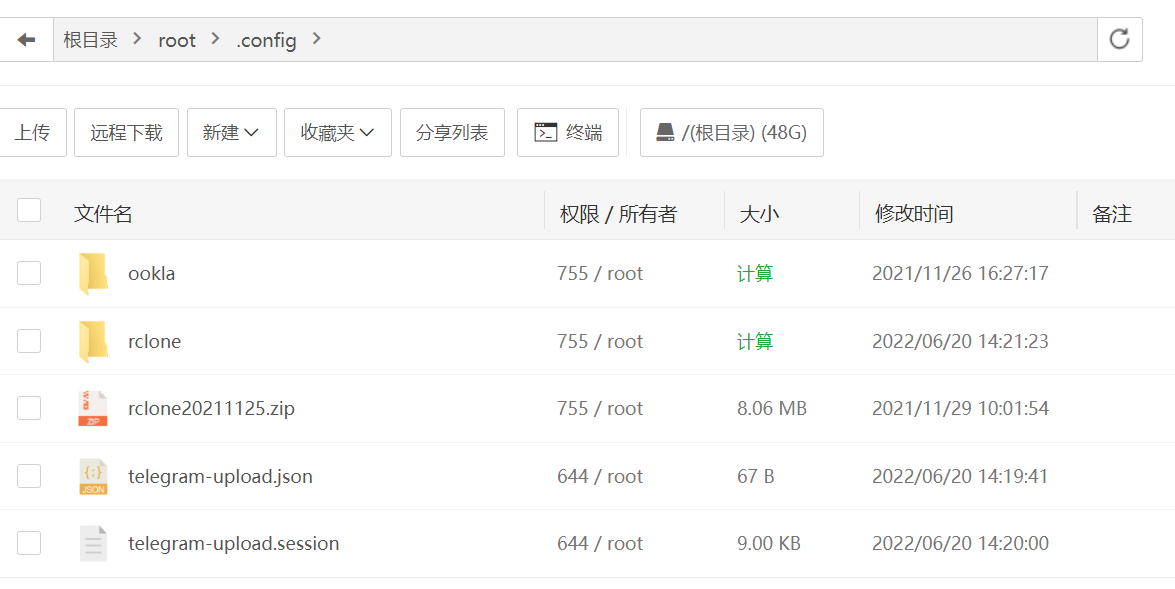 根目录 > root > .config >
上传 远程下载 新建 收藏夹 分享列表 终端 /(根目录) (48G)
文件名 权限 / 所有者 大小 修改时间 备注
ookla 755 / root 计算 2021/11/26 16:27:17
rclone 755 / root 计算 2022/06/20 14:21:23
ZIP rclone20211125.zip 755 / root 8.06 MB 2021/11/29 10:01:54
{:} JSON telegram-upload.json 644 / root 67 B 2022/06/20 14:19:41
telegram-upload.session 644 / root 9.00 KB 2022/06/20 14:20:00